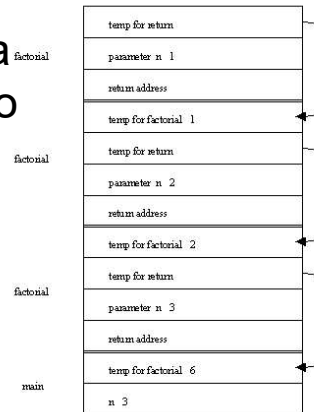 temp for return
a
factorial
parameter n 1
return address
o
temp for factorial 1
factorial
temp for return
parameter n 2
return address
temp for factorial 2
temp for return
factorial
parameter n 3
return address
temp for factorial 6
main
n 3